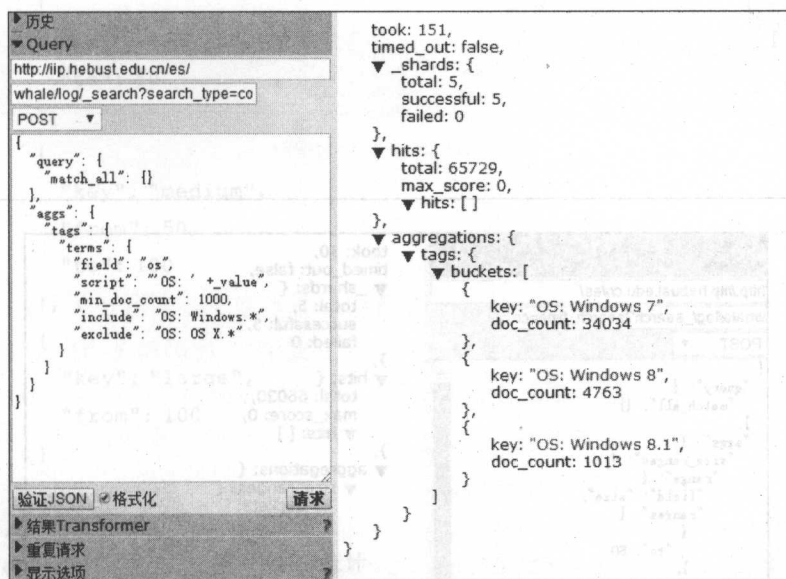 历史
Query
http://iip.hebust.edu.cn/es/
whale/log/_search?search_type=co
POST
{
"query": {
"match_all": {}
},
"aggs": {
"tags": {
"terms": {
"field": "os",
"script": "'OS: ' +_value",
"min_doc_count": 1000,
"include": "OS: Windows.*",
"exclude": "OS: OS X.*"
}
}
}
}
验证JSON 格式化 请求
结果Transformer ?
重复请求
显示选项 ?
took: 151,
timed_out: false,
_shards: {
total: 5,
successful: 5,
failed: 0
},
hits: {
total: 65729,
max_score: 0,
hits: [ ]
},
aggregations: {
tags: {
buckets: [
{
key: "OS: Windows 7",
doc_count: 34034
},
{
key: "OS: Windows 8",
doc_count: 4763
},
{
key: "OS: Windows 8.1",
doc_count: 1013
}
]
}
}
}